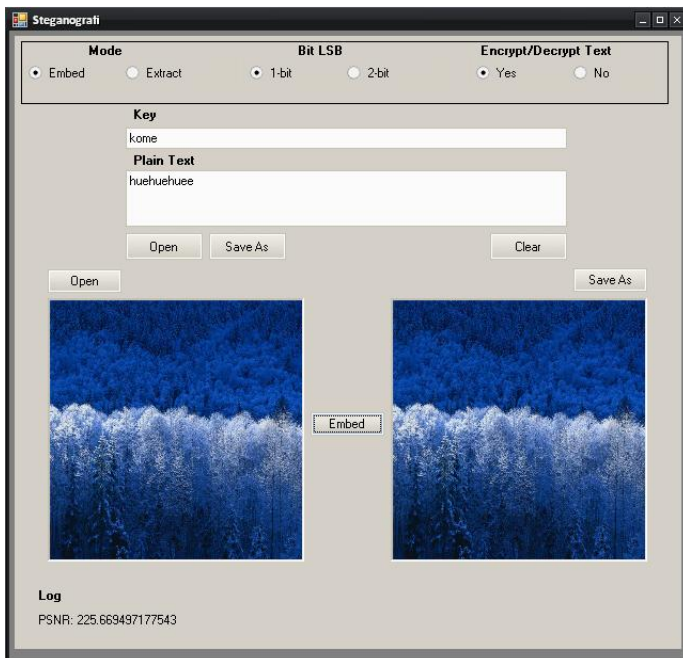 Steganografi
Mode Bit LSB Encrypt/Decrypt Text
Embed Extract 1-bit 2-bit Yes No
Key
kome
Plain Text
huehuehuee
Open Save As Clear
Open Save As
Embed
Log
PSNR: 225.669497177543